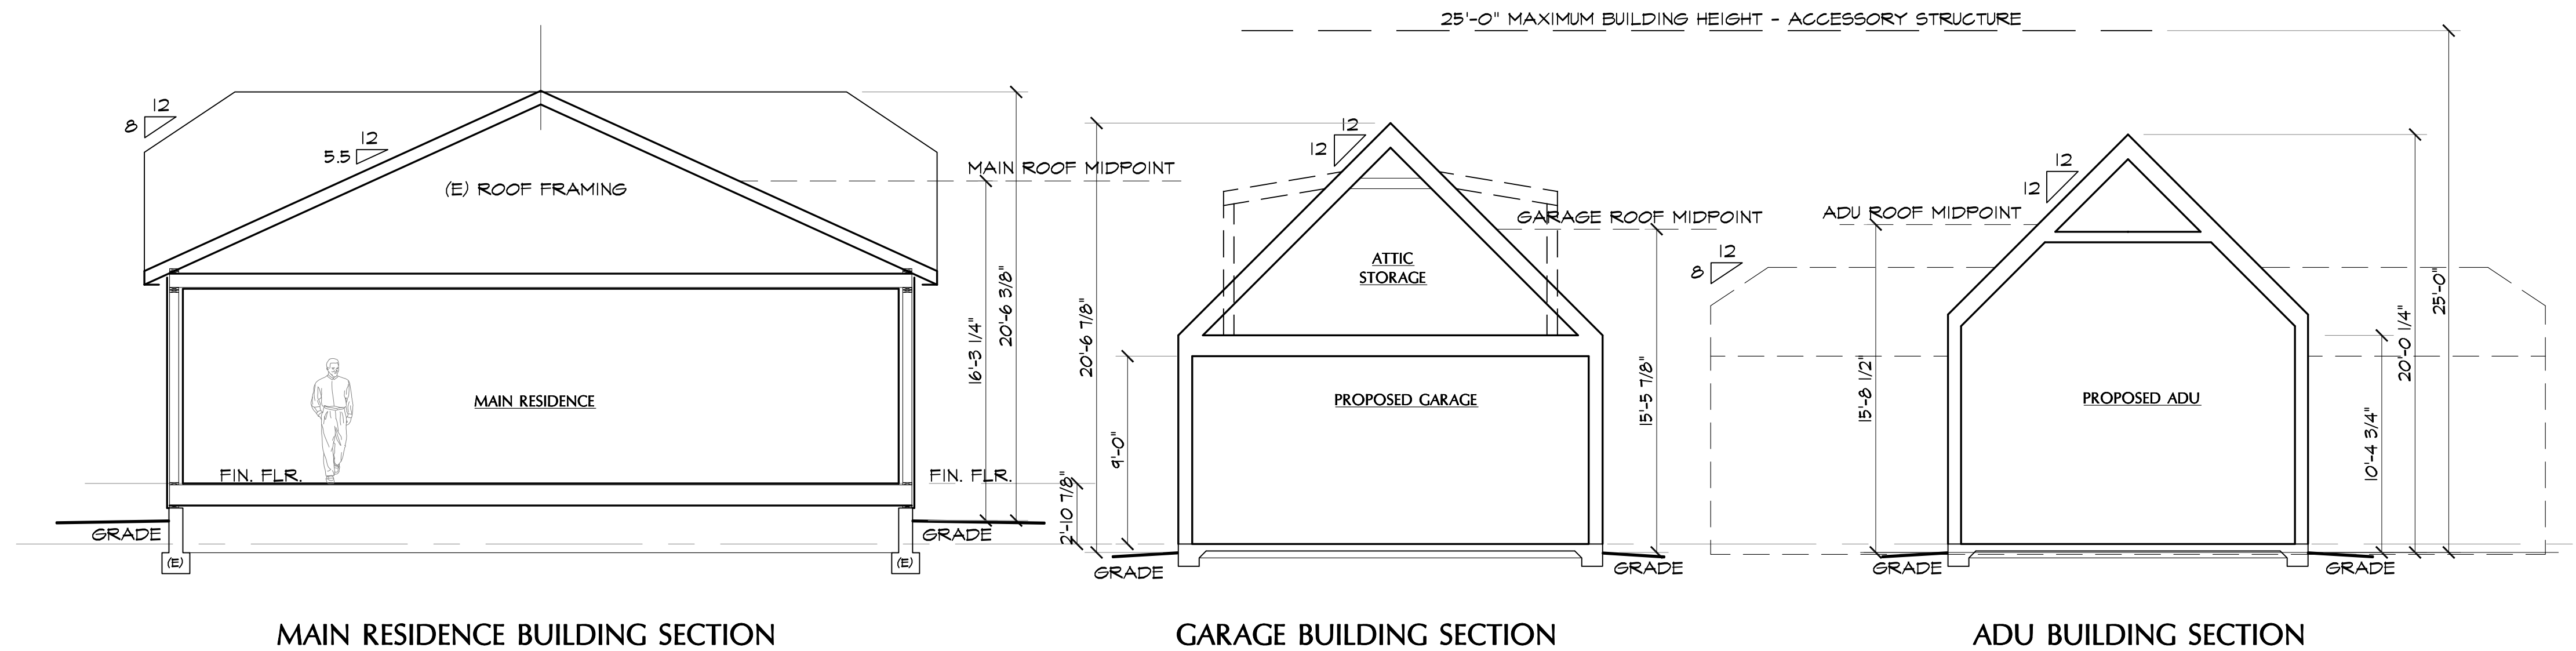 25'-0" MAXIMUM BUILDING HEIGHT - ACCESSORY STRUCTURE
12
8
12
5.5
(E) ROOF FRAMING
MAIN ROOF MIDPOINT
16'-3 1/4"
20'-6 3/8"
MAIN RESIDENCE
FIN. FLR.
FIN. FLR.
GRADE
GRADE
(E)
(E)
2'-10 7/8"
MAIN RESIDENCE BUILDING SECTION
12
12
GARAGE ROOF MIDPOINT
ATTIC
STORAGE
20'-6 7/8"
9'-0"
15'-5 7/8"
PROPOSED GARAGE
GRADE
GRADE
GARAGE BUILDING SECTION
12
12
ADU ROOF MIDPOINT
12
8
25'-0"
20'-0 1/4"
15'-8 1/2"
10'-4 3/4"
PROPOSED ADU
GRADE
GRADE
ADU BUILDING SECTION